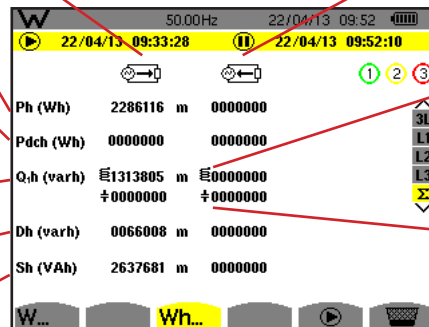 W 50.00Hz 22/04/13 09:52
22/04/13 09:33:28 22/04/13 09:52:10
1 2 3
Ph (Wh) 2286116 m 0000000
3L
Pdch (Wh) 0000000 0000000
L1
L2
Q₁h (varh) 1313805 m 0000000
L3
÷0000000 ÷0000000
Σ
Dh (varh) 0066008 m 0000000
Sh (VAh) 2637681 m 0000000
W... Wh...